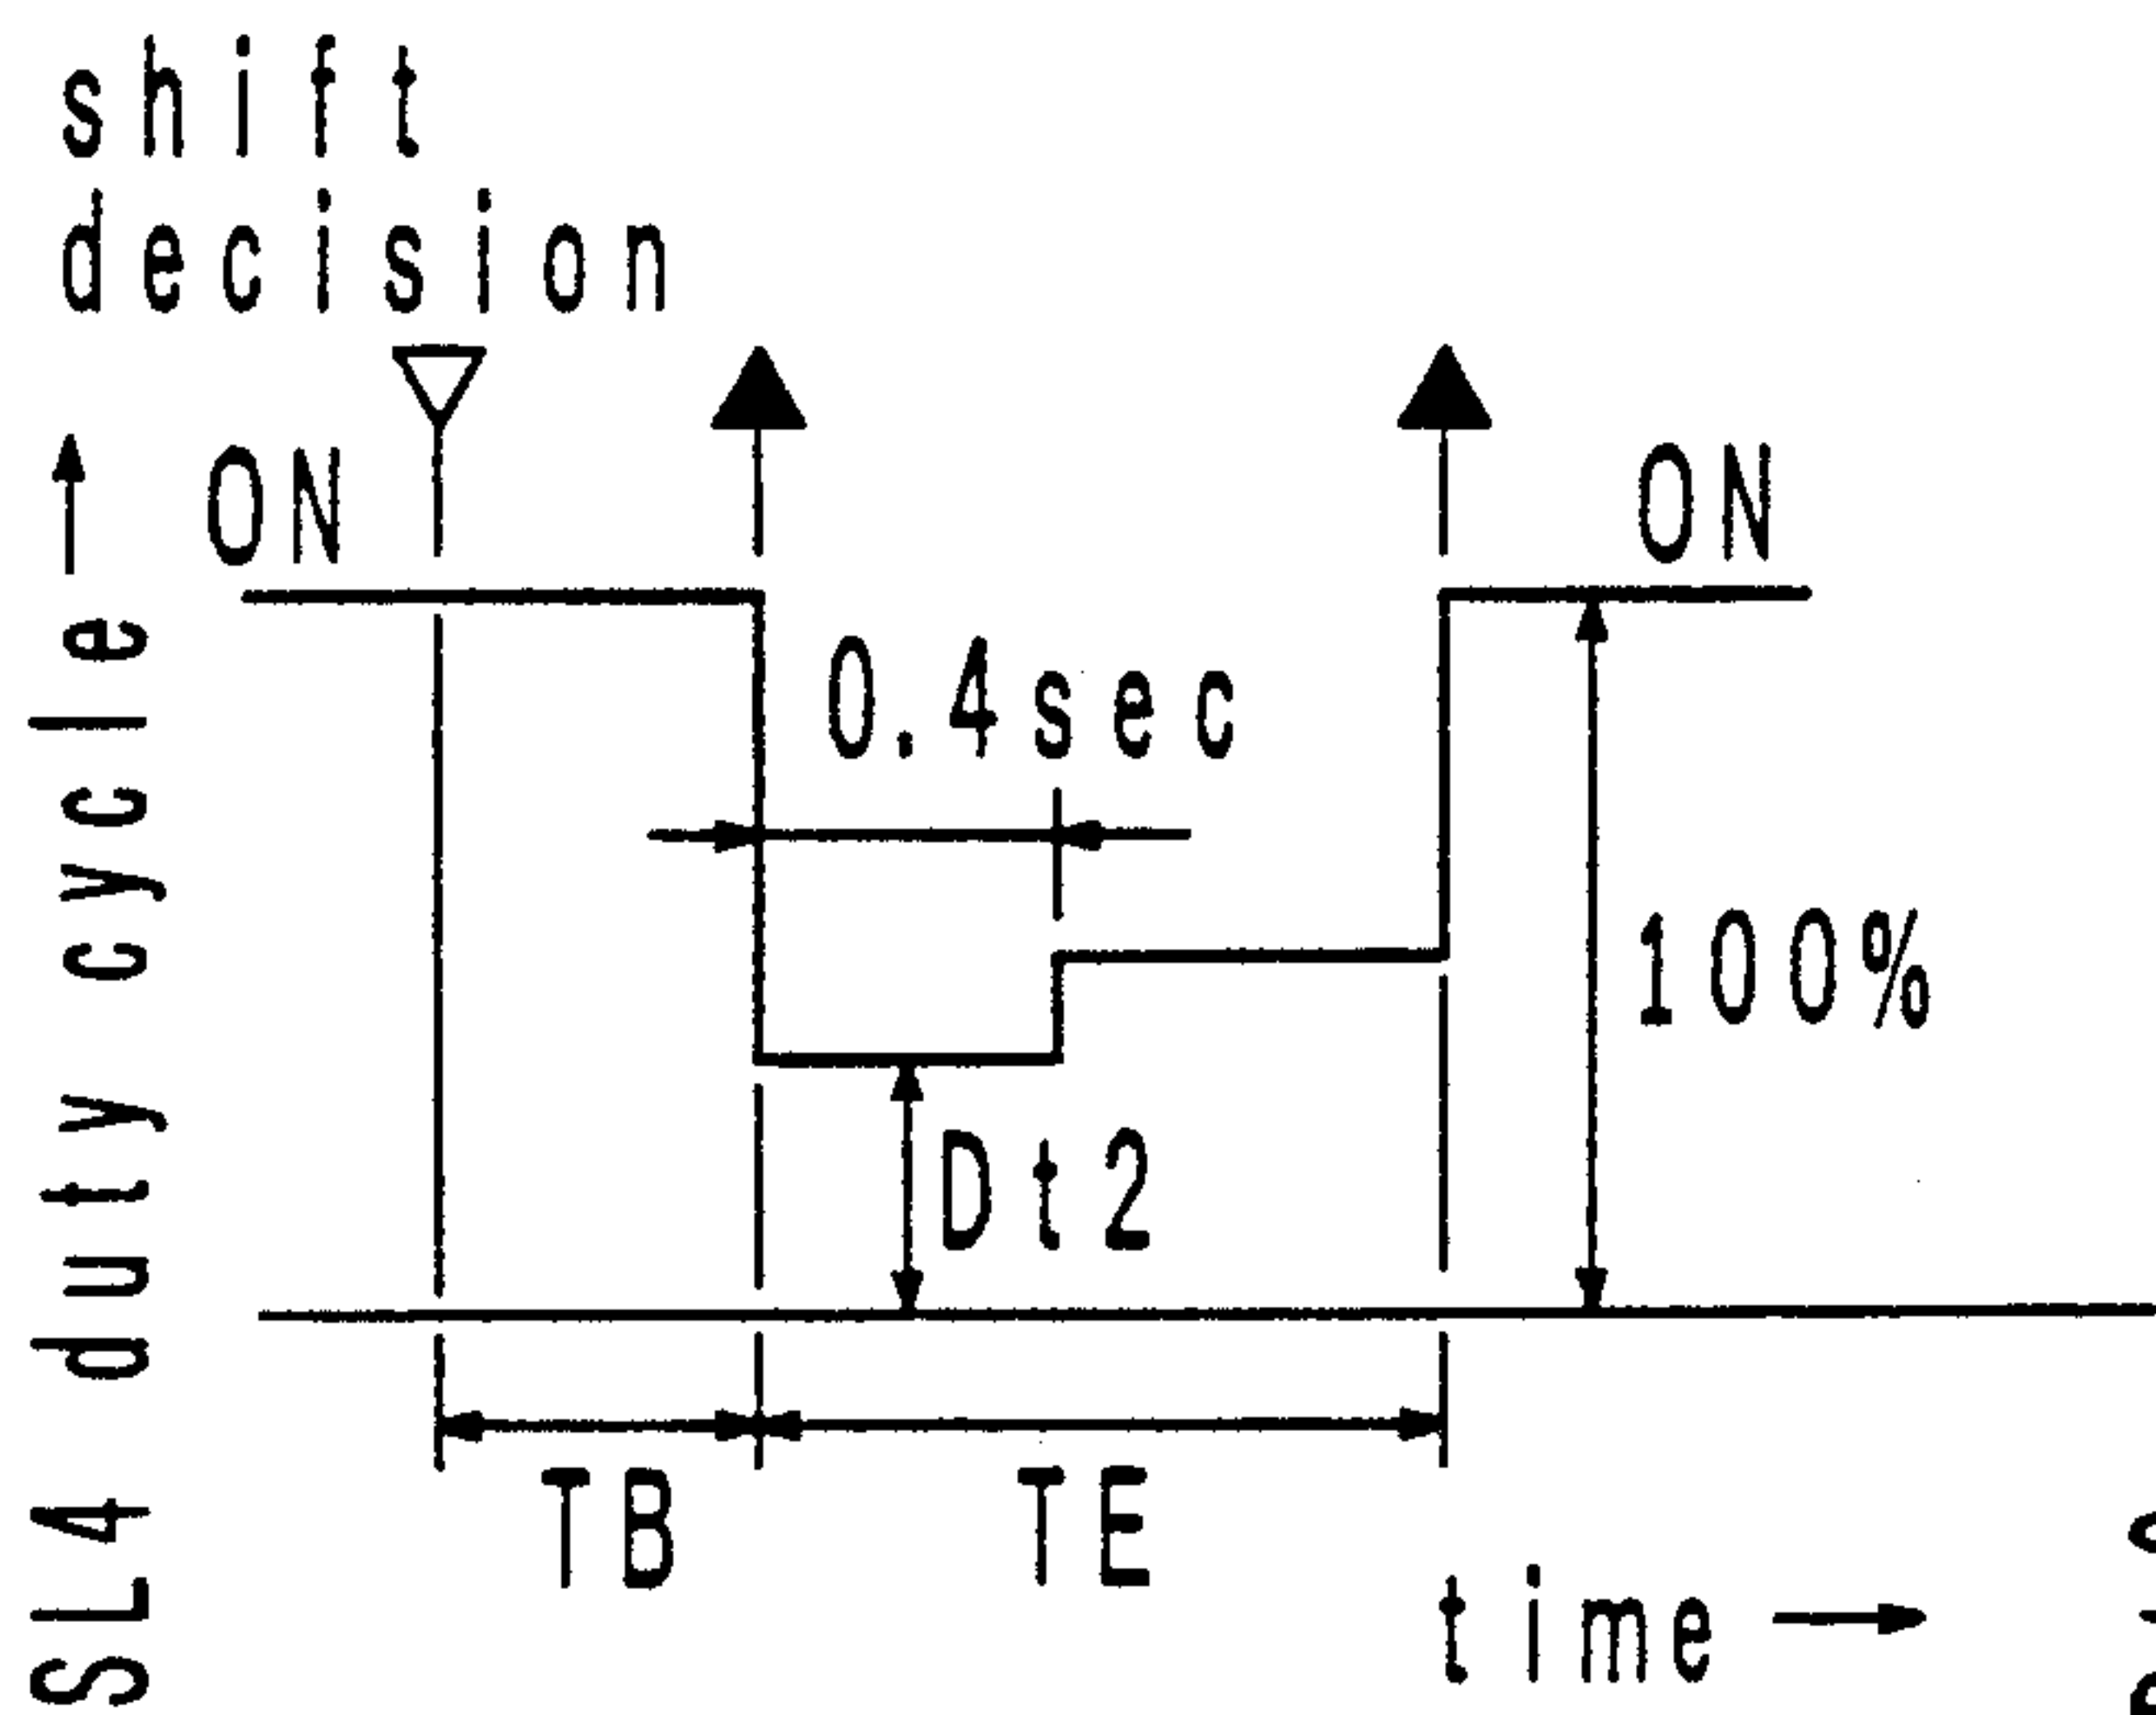 shift
decision
ON
ON
0.4sec
100%
Dt2
TB
TE
time
SL4 duty cycle